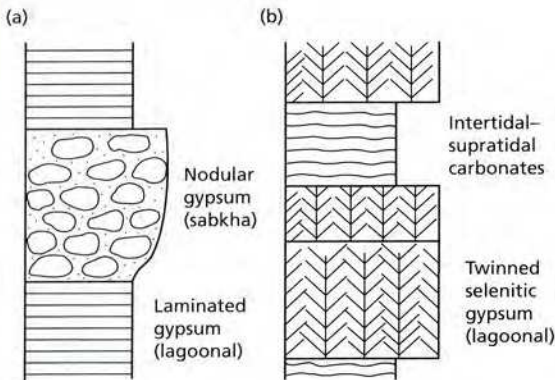 (a)
Nodular
gypsum
(sabkha)
Laminated
gypsum
(lagoonal)
(b)
Intertidal–
supratidal
carbonates
Twinned
selenitic
gypsum
(lagoonal)